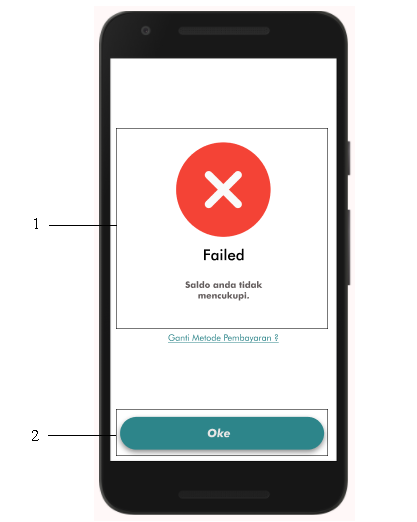 1
Failed
Saldo anda tidak
mencukupi.
Ganti Metode Pembayaran ?
2
Oke